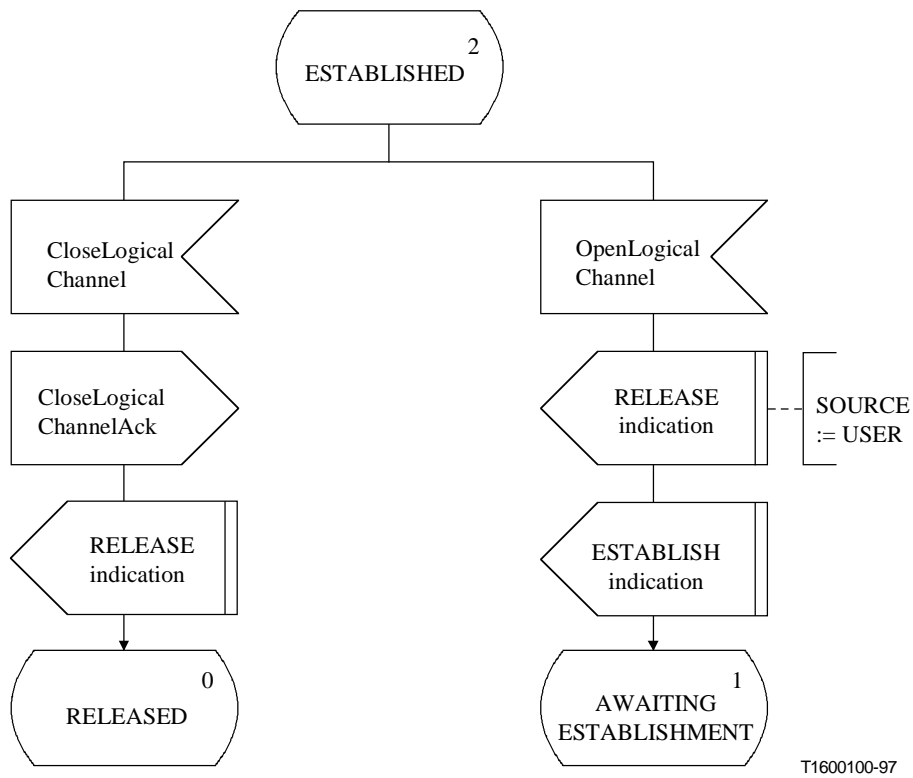 2
ESTABLISHED
CloseLogical
Channel
OpenLogical
Channel
CloseLogical
ChannelAck
RELEASE
indication
SOURCE
:= USER
RELEASE
indication
ESTABLISH
indication
0
RELEASED
1
AWAITING
ESTABLISHMENT
T1600100-97